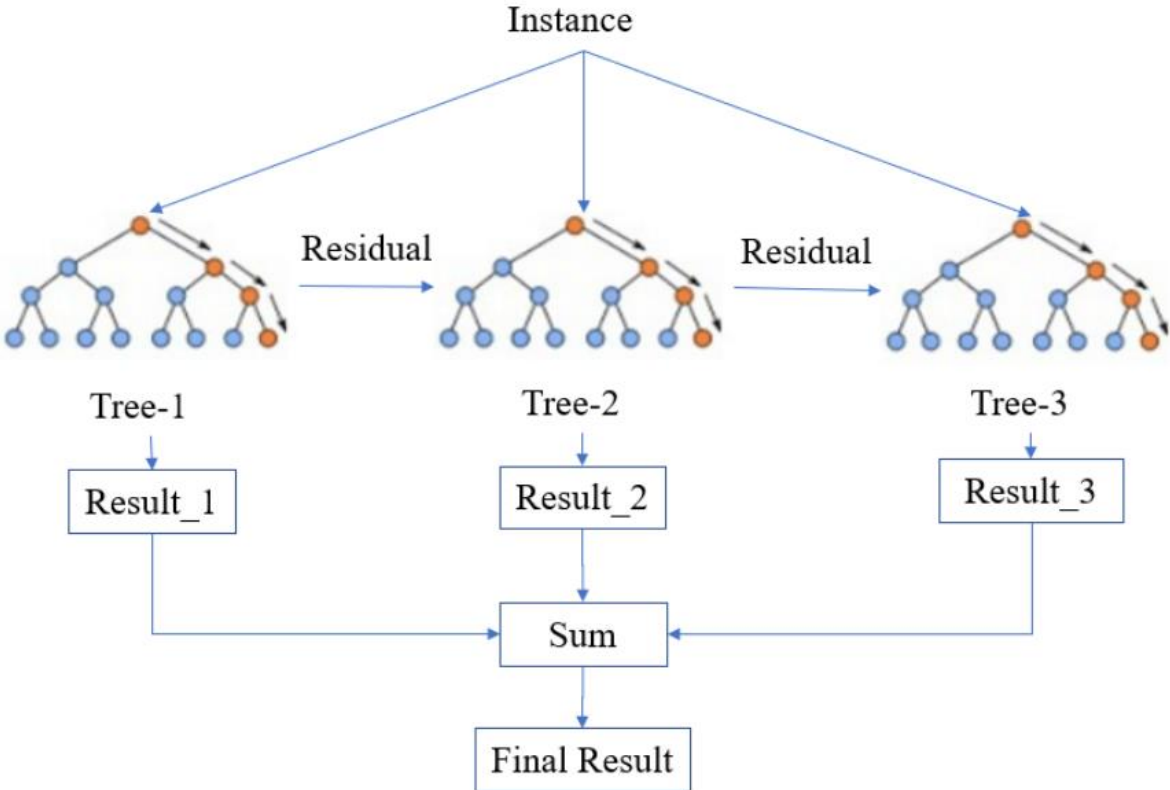 Instance
Residual
Residual
Tree-1
Tree-2
Tree-3
Result_1
Result_2
Result_3
Sum
Final Result